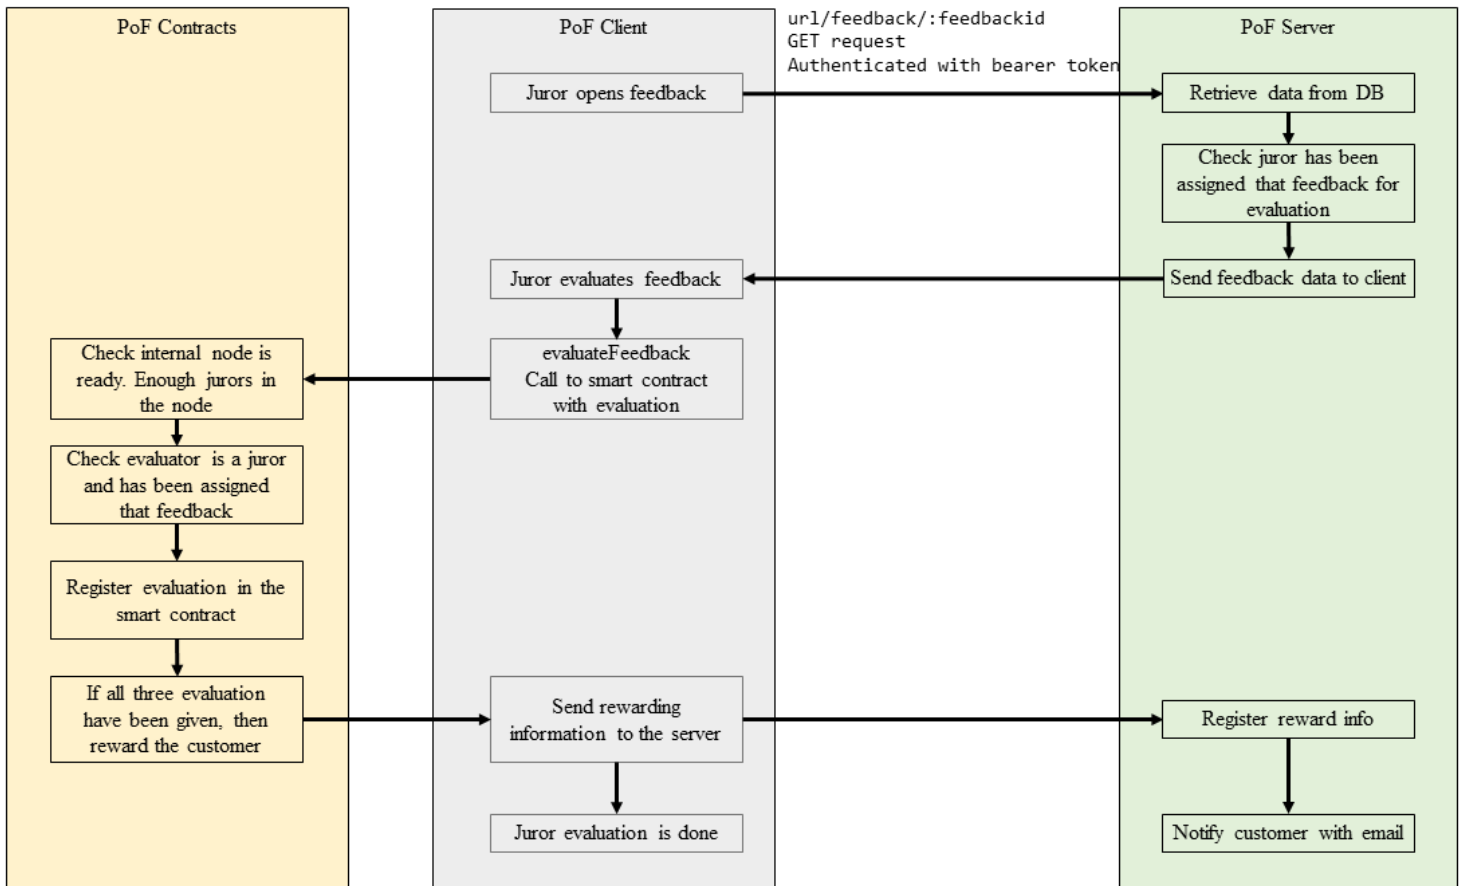 PoF Contracts
PoF Client
url/feedback/:feedbackid
GET request
Authenticated with bearer token
PoF Server
Juror opens feedback
Retrieve data from DB
Check juror has been
assigned that feedback for
evaluation
Juror evaluates feedback
Send feedback data to client
Check internal node is
ready. Enough jurors in
the node
evaluateFeedback
Call to smart contract
with evaluation
Check evaluator is a juror
and has been assigned
that feedback
Register evaluation in the
smart contract
If all three evaluation
have been given, then
reward the customer
Send rewarding
information to the server
Register reward info
Juror evaluation is done
Notify customer with email